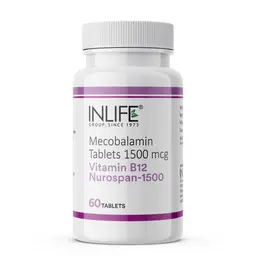 INLIFE®
GROUP, SINCE 1973
Mecobalamin
Tablets 1500 mcg
Vitamin B12
Nurospan-1500
60 TABLETS